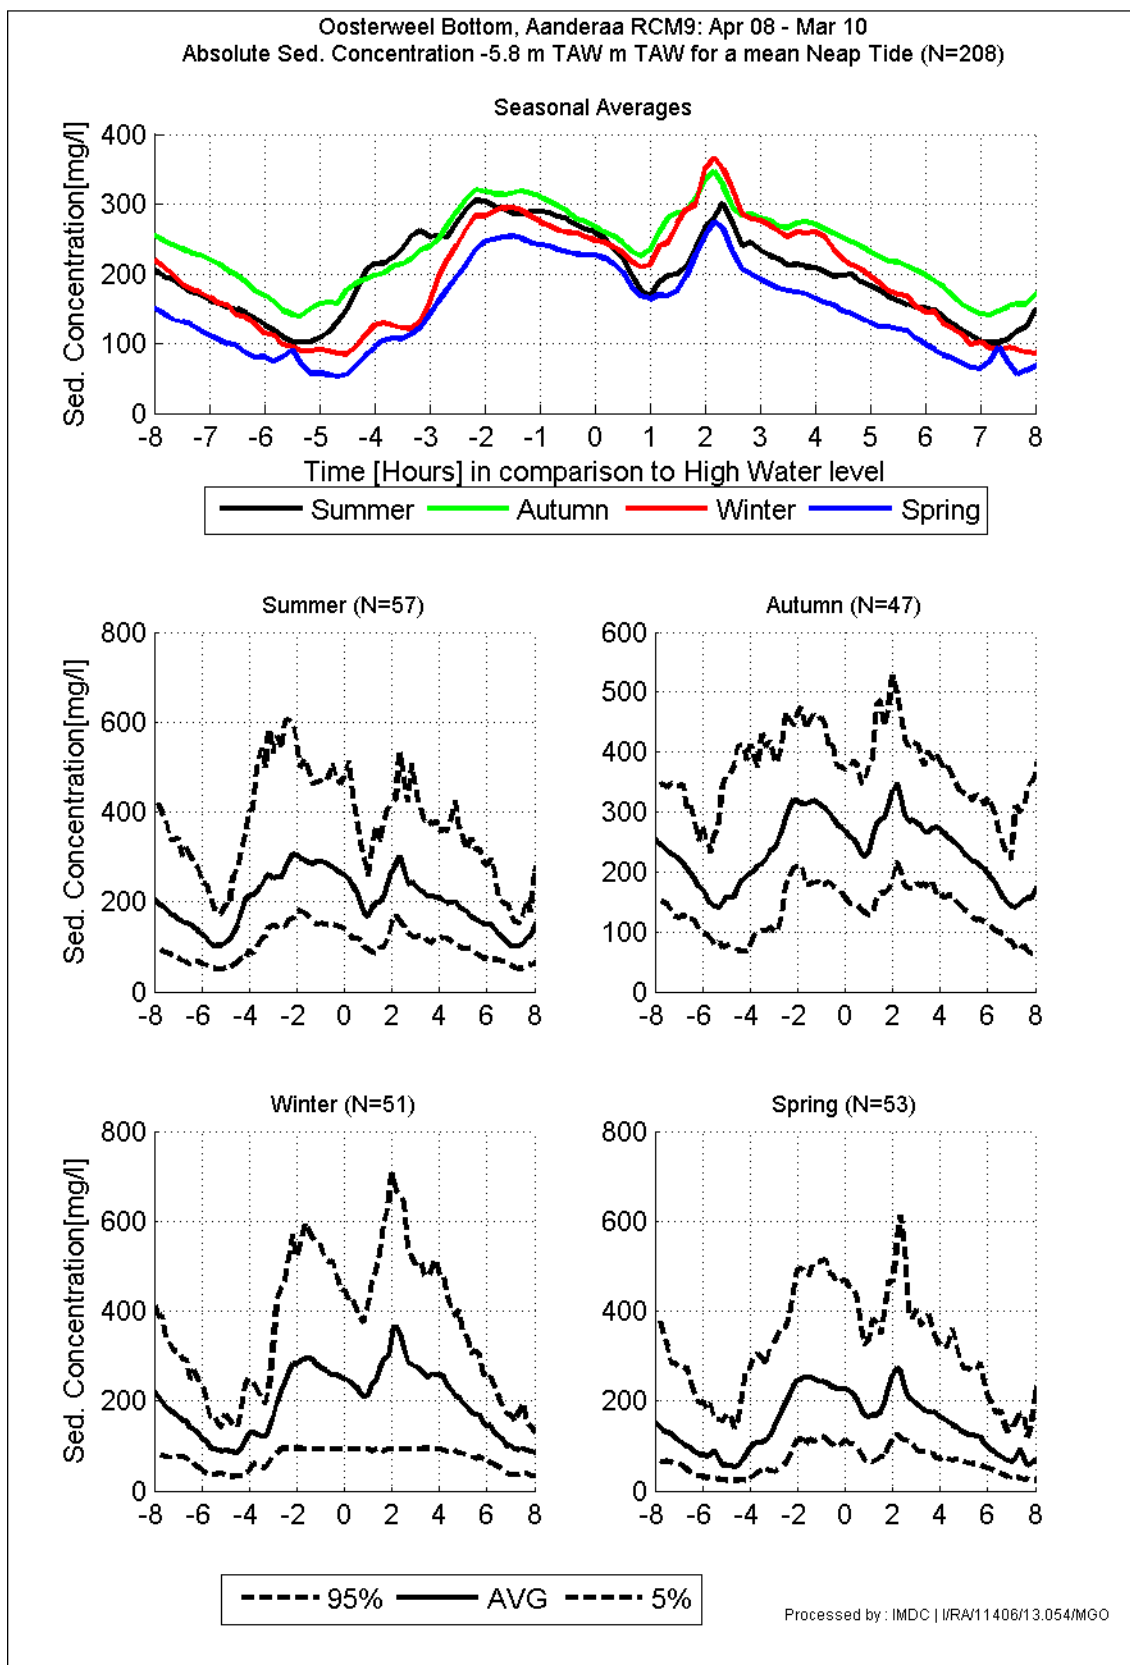 Oosterweel Bottom, Aanderaa RCM9: Apr 08 - Mar 10
Absolute Sed. Concentration -5.8 m TAW m TAW for a mean Neap Tide (N=208)
Seasonal Averages
Sed. Concentration[mg/l]
400
300
200
100
0
-8 -7 -6 -5 -4 -3 -2 -1 0 1 2 3 4 5 6 7 8
Time [Hours] in comparison to High Water level
Summer Autumn Winter Spring
Summer (N=57)
Sed. Concentration[mg/l]
800
600
400
200
0
-8 -6 -4 -2 0 2 4 6 8
Autumn (N=47)
600
500
400
300
200
100
0
-8 -6 -4 -2 0 2 4 6 8
Winter (N=51)
Sed. Concentration[mg/l]
800
600
400
200
0
-8 -6 -4 -2 0 2 4 6 8
Spring (N=53)
800
600
400
200
0
-8 -6 -4 -2 0 2 4 6 8
95% AVG 5%
Processed by : IMDC | I/RA/11406/13.054/MGO